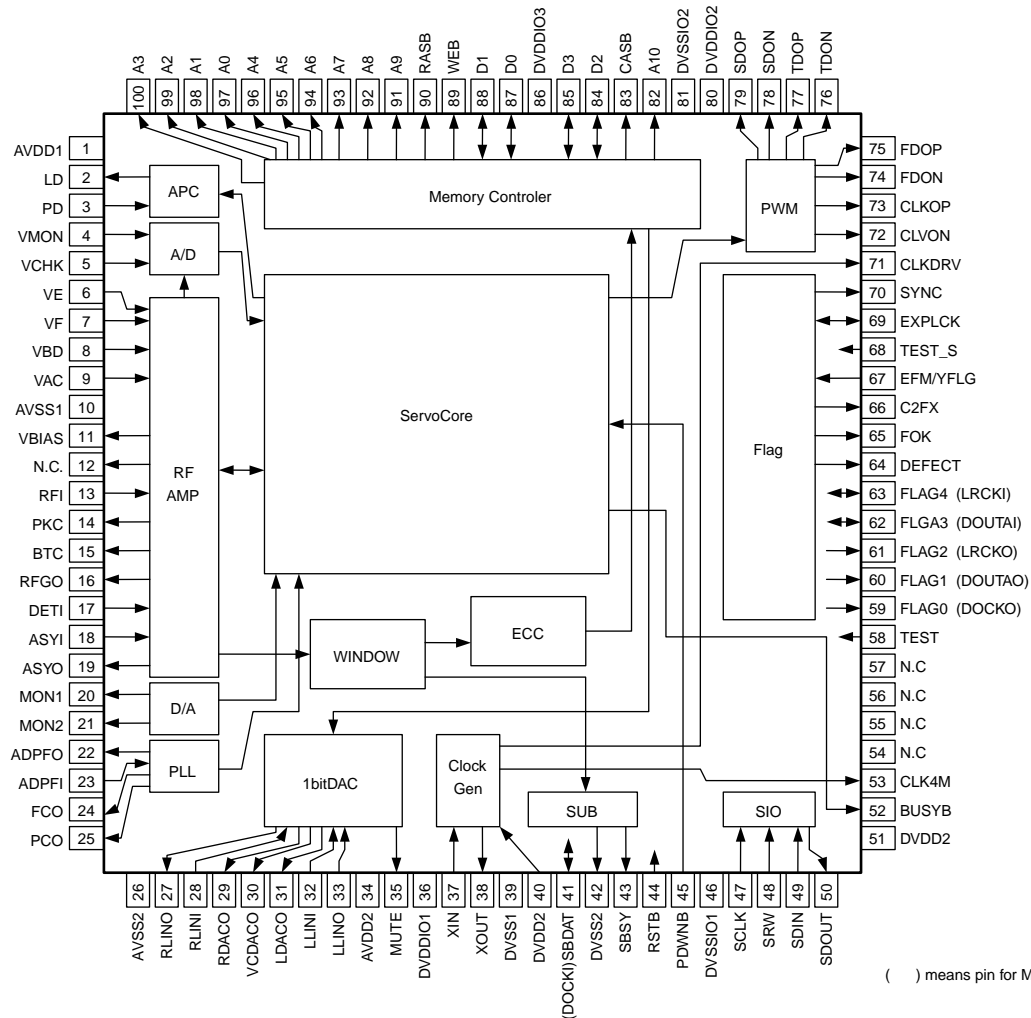 A3
A2
A1
A0
A4
A5
A6
A7
A8
A9
RASB
WEB
D1
D0
DVDDIO3
D3
D2
CASB
A10
DVSSIO2
DVDDIO2
SDOP
SDON
TDOP
TDON
100
99
98
97
96
95
94
93
92
91
90
89
88
87
86
85
84
83
82
81
80
79
78
77
76
AVDD1 1
LD 2
PD 3
VMON 4
VCHK 5
VE 6
VF 7
VBD 8
VAC 9
AVSS1 10
VBIAS 11
N.C. 12
RFI 13
PKC 14
BTC 15
RFGO 16
DETI 17
ASYI 18
ASYO 19
MON1 20
MON2 21
ADPFO 22
ADPFI 23
FCO 24
PCO 25
APC
A/D
RF
AMP
D/A
PLL
Memory Controler
ServoCore
WINDOW
ECC
1bitDAC
Clock
Gen
SUB
SIO
PWM
Flag
75 FDOP
74 FDON
73 CLKOP
72 CLVON
71 CLKDRV
70 SYNC
69 EXPLCK
68 TEST_S
67 EFM/YFLG
66 C2FX
65 FOK
64 DEFECT
63 FLAG4 (LRCKI)
62 FLGA3 (DOUTAI)
61 FLAG2 (LRCKO)
60 FLAG1 (DOUTAO)
59 FLAG0 (DOCKO)
58 TEST
57 N.C
56 N.C
55 N.C
54 N.C
53 CLK4M
52 BUSYB
51 DVDD2
26
27
28
29
30
31
32
33
34
35
36
37
38
39
40
41
42
43
44
45
46
47
48
49
50
AVSS2
RLINO
RLINI
RDACO
VCDACO
LDACO
LLINI
LLINO
AVDD2
MUTE
DVDDIO1
XIN
XOUT
DVSS1
DVDD2
(DOCKI)SBDAT
DVSS2
SBSY
RSTB
PDWNB
DVSSIO1
SCLK
SRW
SDIN
SDOUT
( ) means pin for M